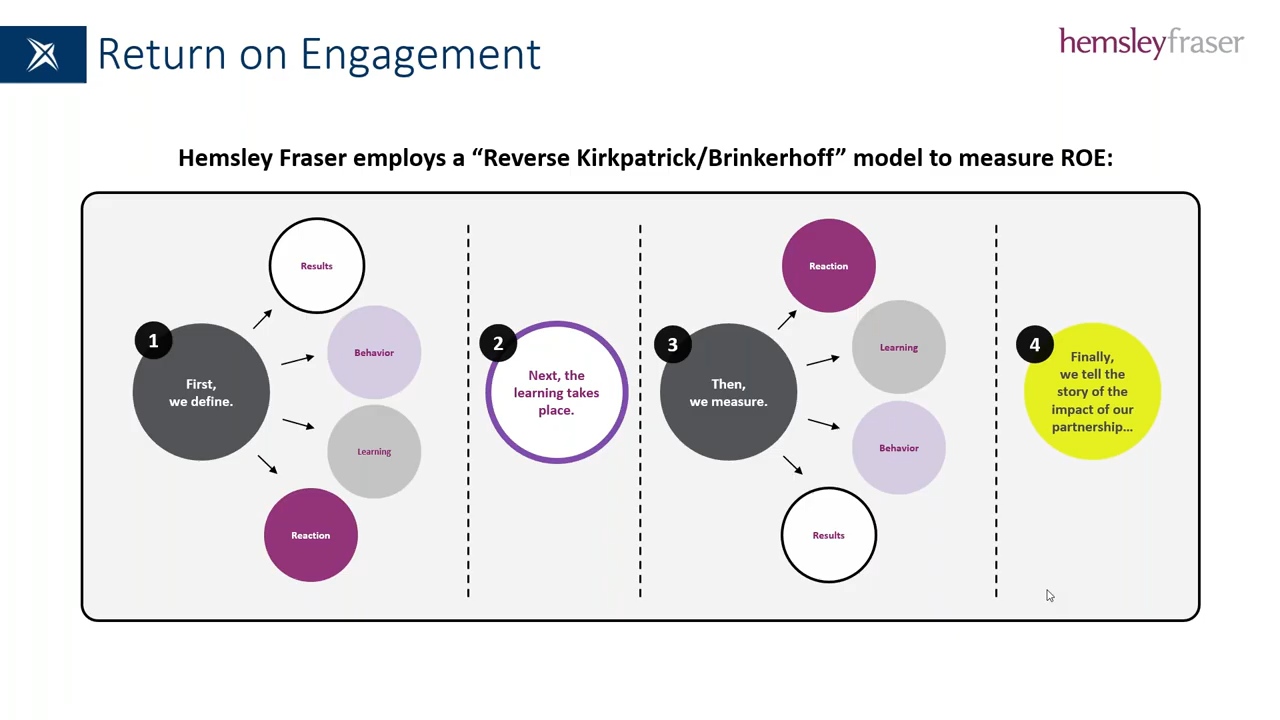 Return on Engagement
hemsleyfraser
Hemsley Fraser employs a “Reverse Kirkpatrick/Brinkerhoff” model to measure ROE:
1
First,
we define.
Results
Behavior
Learning
Reaction
2
Next, the
learning takes
place.
3
Then,
we measure.
Reaction
Learning
Behavior
Results
4
Finally,
we tell the
story of the
impact of our
partnership...